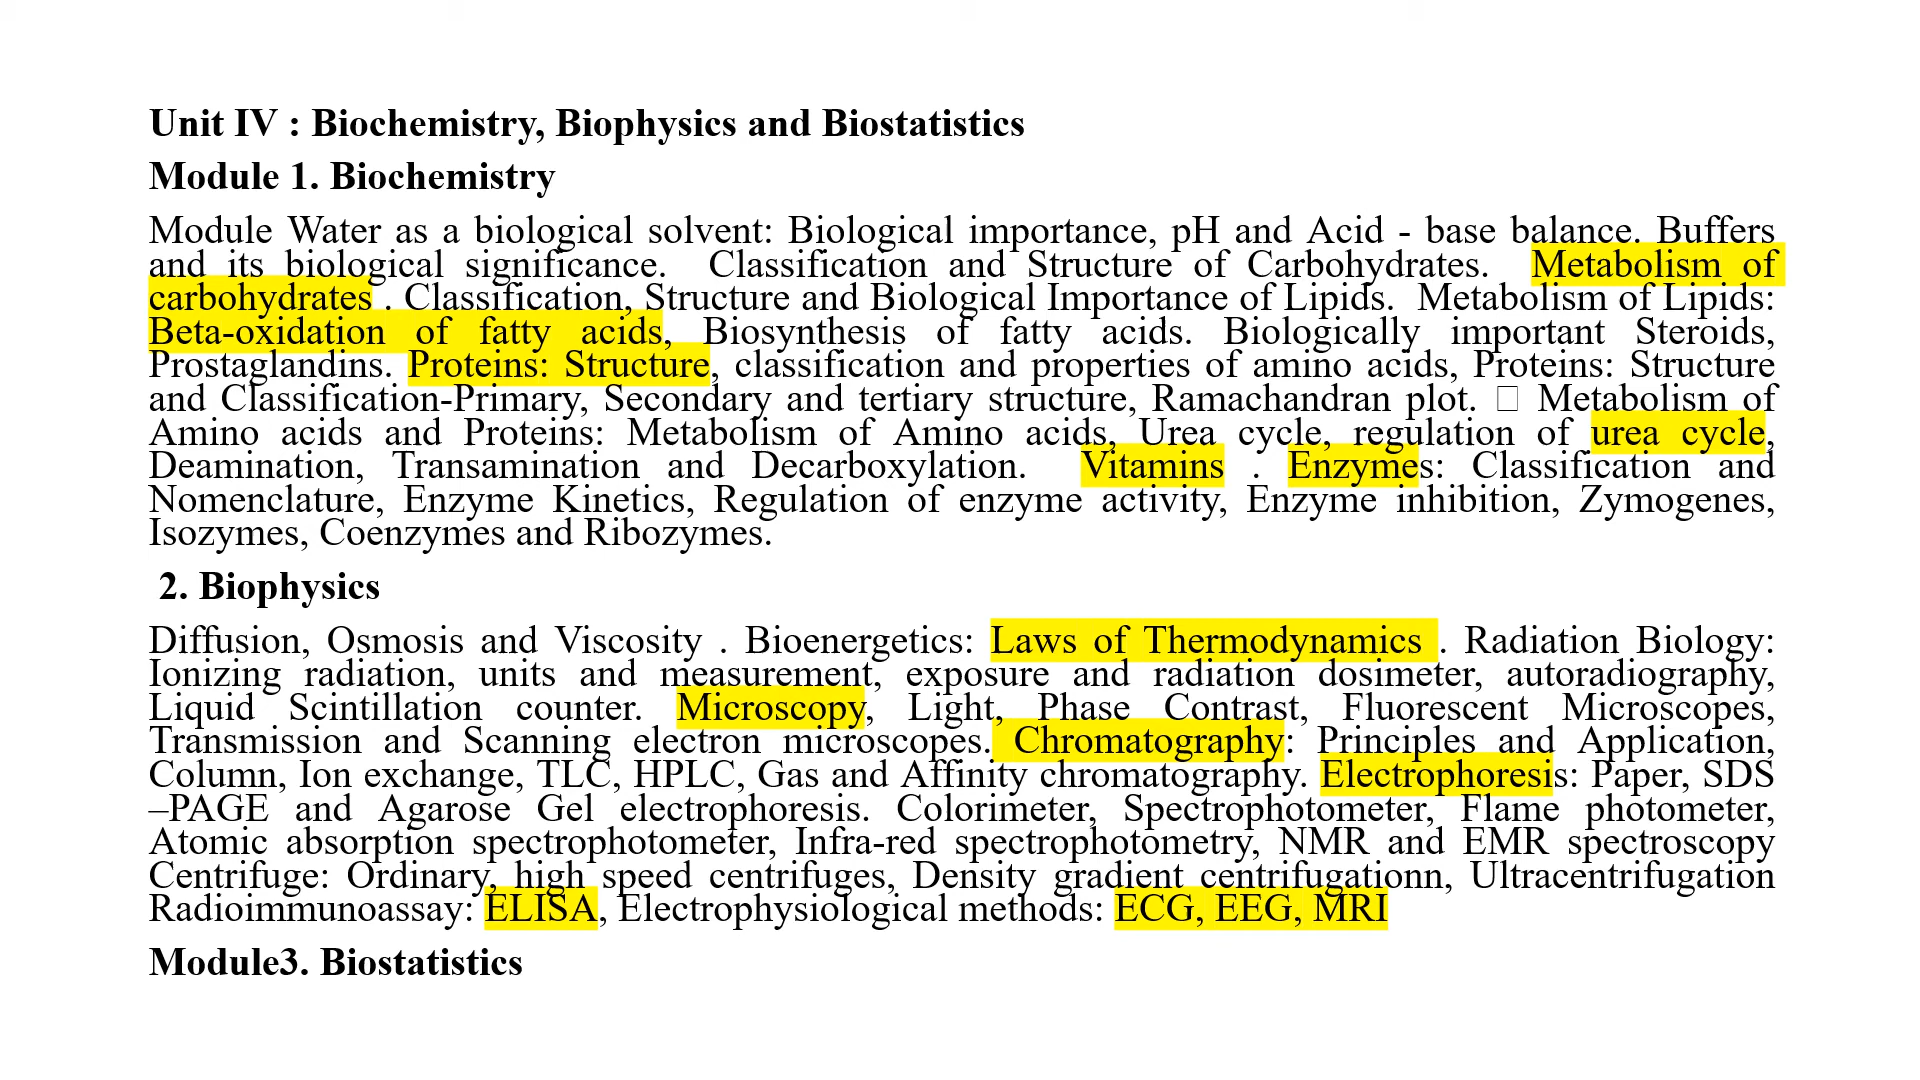 Unit IV : Biochemistry, Biophysics and Biostatistics
Module 1. Biochemistry
Module Water as a biological solvent: Biological importance, pH and Acid - base balance. Buffers
and its biological significance. Classification and Structure of Carbohydrates. Metabolism of
carbohydrates . Classification, Structure and Biological Importance of Lipids. Metabolism of Lipids:
Beta-oxidation of fatty acids, Biosynthesis of fatty acids. Biologically important Steroids,
Prostaglandins. Proteins: Structure, classification and properties of amino acids, Proteins: Structure
and Classification-Primary, Secondary and tertiary structure, Ramachandran plot. □ Metabolism of
Amino acids and Proteins: Metabolism of Amino acids, Urea cycle, regulation of urea cycle,
Deamination, Transamination and Decarboxylation. Vitamins . Enzymes: Classification and
Nomenclature, Enzyme Kinetics, Regulation of enzyme activity, Enzyme inhibition, Zymogenes,
Isozymes, Coenzymes and Ribozymes.
2. Biophysics
Diffusion, Osmosis and Viscosity . Bioenergetics: Laws of Thermodynamics . Radiation Biology:
Ionizing radiation, units and measurement, exposure and radiation dosimeter, autoradiography,
Liquid Scintillation counter. Microscopy, Light, Phase Contrast, Fluorescent Microscopes,
Transmission and Scanning electron microscopes. Chromatography: Principles and Application,
Column, Ion exchange, TLC, HPLC, Gas and Affinity chromatography. Electrophoresis: Paper, SDS
–PAGE and Agarose Gel electrophoresis. Colorimeter, Spectrophotometer, Flame photometer,
Atomic absorption spectrophotometer, Infra-red spectrophotometry, NMR and EMR spectroscopy
Centrifuge: Ordinary, high speed centrifuges, Density gradient centrifugationn, Ultracentrifugation
Radioimmunoassay: ELISA, Electrophysiological methods: ECG, EEG, MRI
Module3. Biostatistics